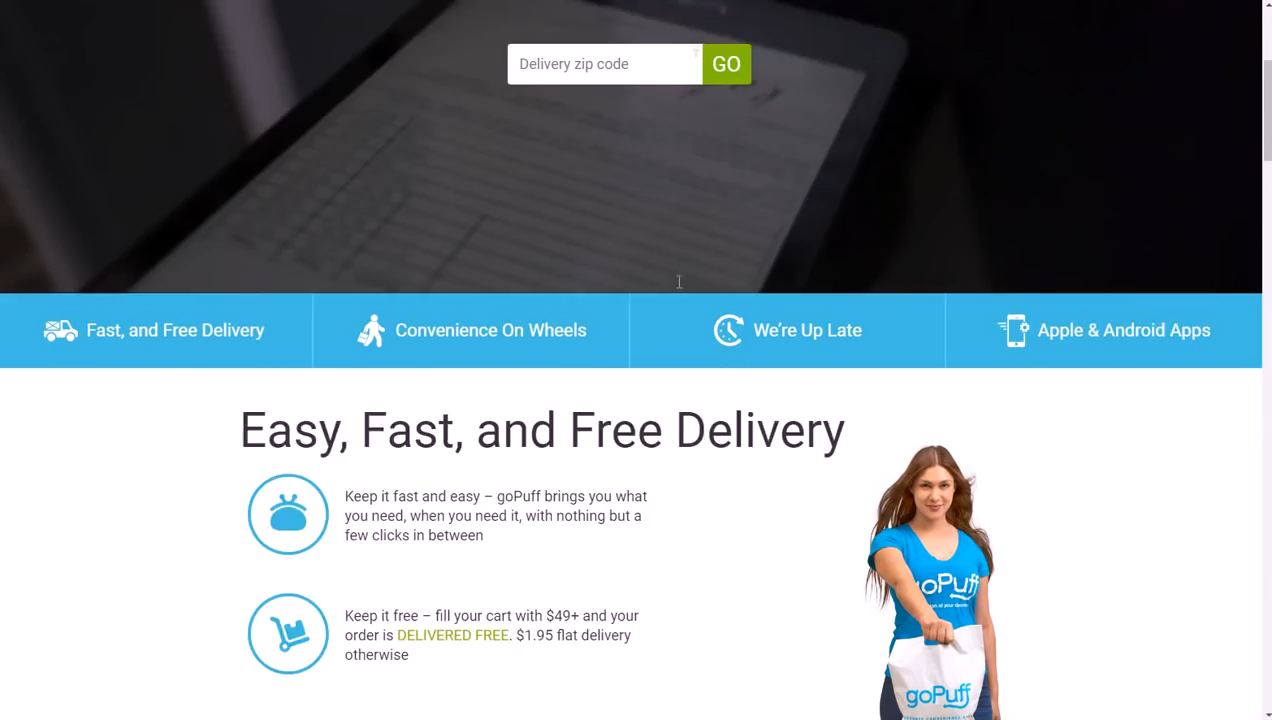 Delivery zip code
GO
Fast, and Free Delivery
Convenience On Wheels
We're Up Late
Apple & Android Apps
Easy, Fast, and Free Delivery
Keep it fast and easy – goPuff brings you what
you need, when you need it, with nothing but a
few clicks in between
Keep it free – fill your cart with $49+ and your
order is DELIVERED FREE. $1.95 flat delivery
otherwise
goPuff
goPuff